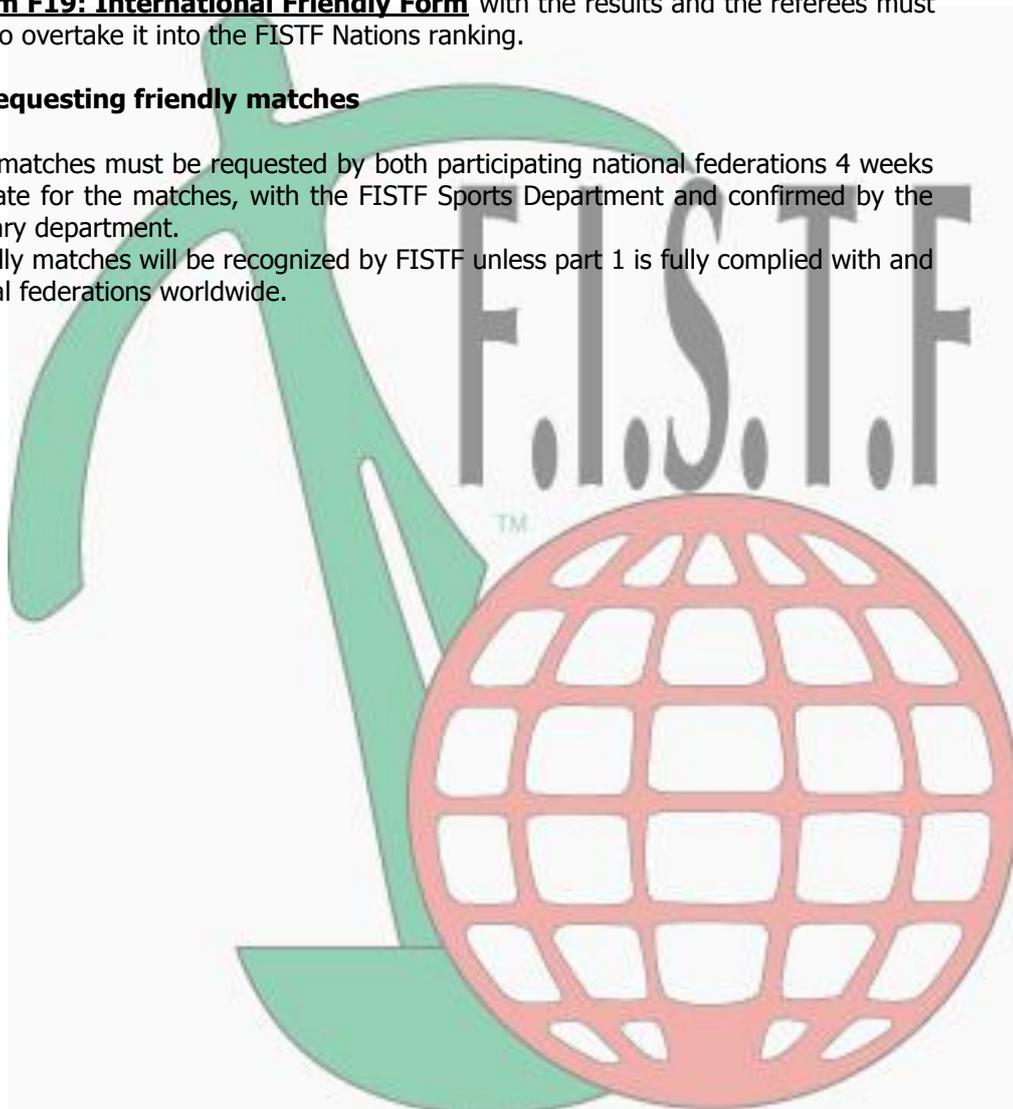 m F19: International Friendly Form with the results and the referees must
o overtake it into the FISTF Nations ranking.
equesting friendly matches
matches must be requested by both participating national federations 4 weeks
ate for the matches, with the FISTF Sports Department and confirmed by the
ary department.
lly matches will be recognized by FISTF unless part 1 is fully complied with and
al federations worldwide.
F.I.S.T.F
TM